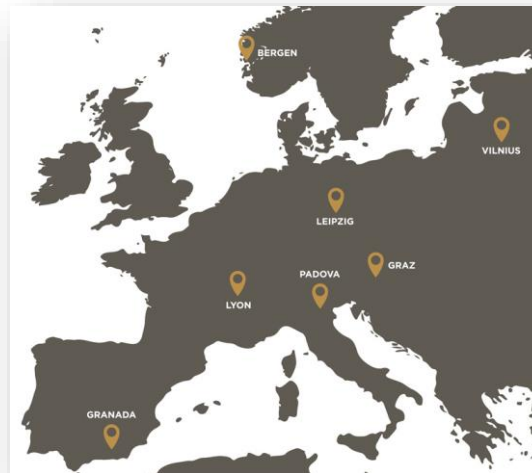 BERGEN
VILNIUS
LEIPZIG
GRAZ
PADOVA
LYON
GRANADA